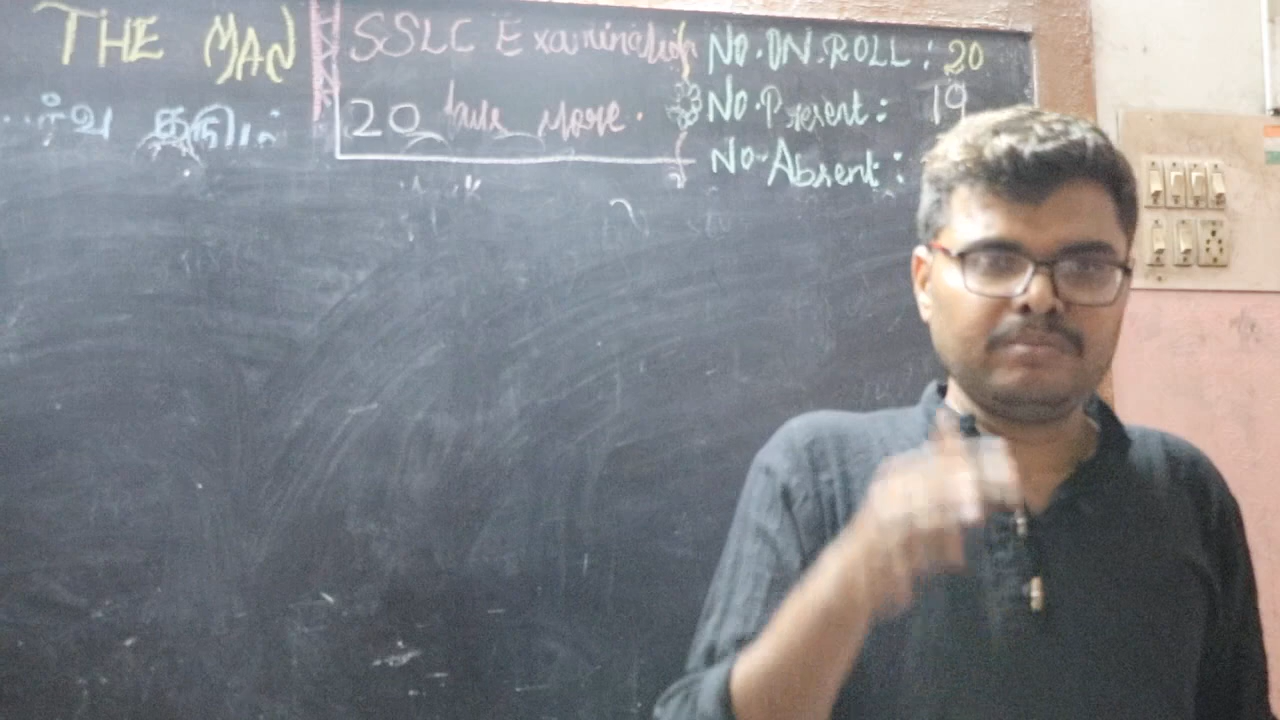 THE MAN
SSLC Examination
20 days more.
No.ON.ROLL: 20
No.Present: 19
No.Absent: